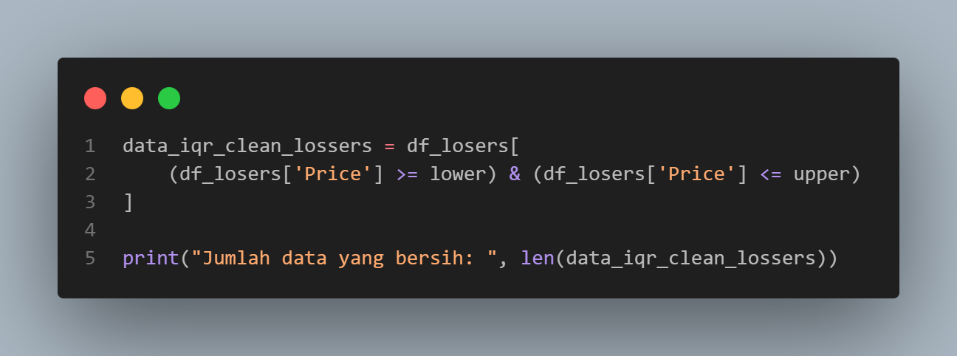 1 data_iqr_clean_lossers = df_losers[
2     (df_losers['Price'] >= lower) & (df_losers['Price'] <= upper)
3 ]
4
5 print("Jumlah data yang bersih: ", len(data_iqr_clean_lossers))